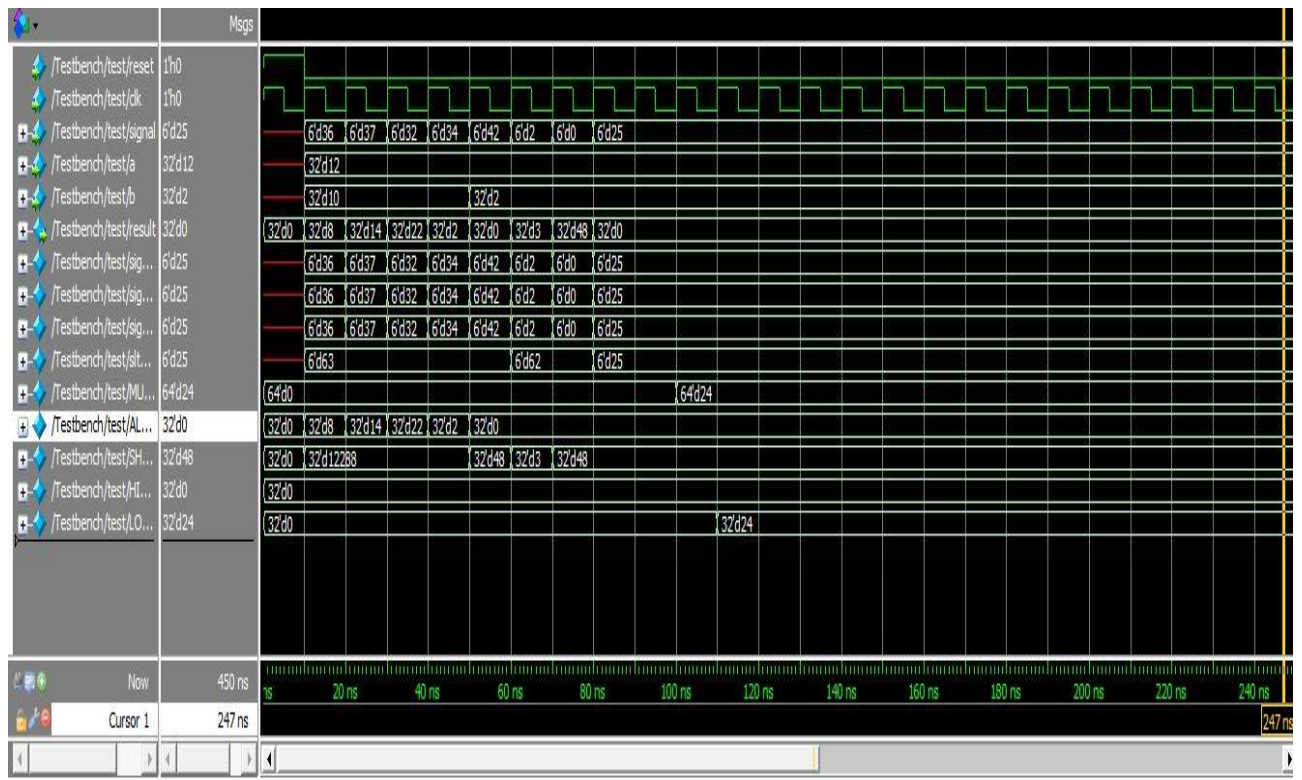 Msgs
/Testbench/test/reset 1'h0
/Testbench/test/clk 1'h0
/Testbench/test/signal 6'd25 6'd36 6'd37 6'd32 6'd34 6'd42 6'd2 6'd0 6'd25
/Testbench/test/a 32'd12 32'd12
/Testbench/test/b 32'd2 32'd10 32'd2
/Testbench/test/result 32'd0 32'd0 32'd8 32'd14 32'd22 32'd2 32'd0 32'd3 32'd48 32'd0
/Testbench/test/sig... 6'd25 6'd36 6'd37 6'd32 6'd34 6'd42 6'd2 6'd0 6'd25
/Testbench/test/sig... 6'd25 6'd36 6'd37 6'd32 6'd34 6'd42 6'd2 6'd0 6'd25
/Testbench/test/sig... 6'd25 6'd36 6'd37 6'd32 6'd34 6'd42 6'd2 6'd0 6'd25
/Testbench/test/slt... 6'd25 6'd63 6'd62 6'd25
/Testbench/test/MU... 64'd24 64'd0 64'd24
/Testbench/test/AL... 32'd0 32'd0 32'd8 32'd14 32'd22 32'd2 32'd0
/Testbench/test/SH... 32'd48 32'd0 32'd12288 32'd48 32'd3 32'd48
/Testbench/test/HI... 32'd0 32'd0
/Testbench/test/LO... 32'd24 32'd0 32'd24
Now 450 ns ns 20 ns 40 ns 60 ns 80 ns 100 ns 120 ns 140 ns 160 ns 180 ns 200 ns 220 ns 240 ns
Cursor 1 247 ns 247 ns